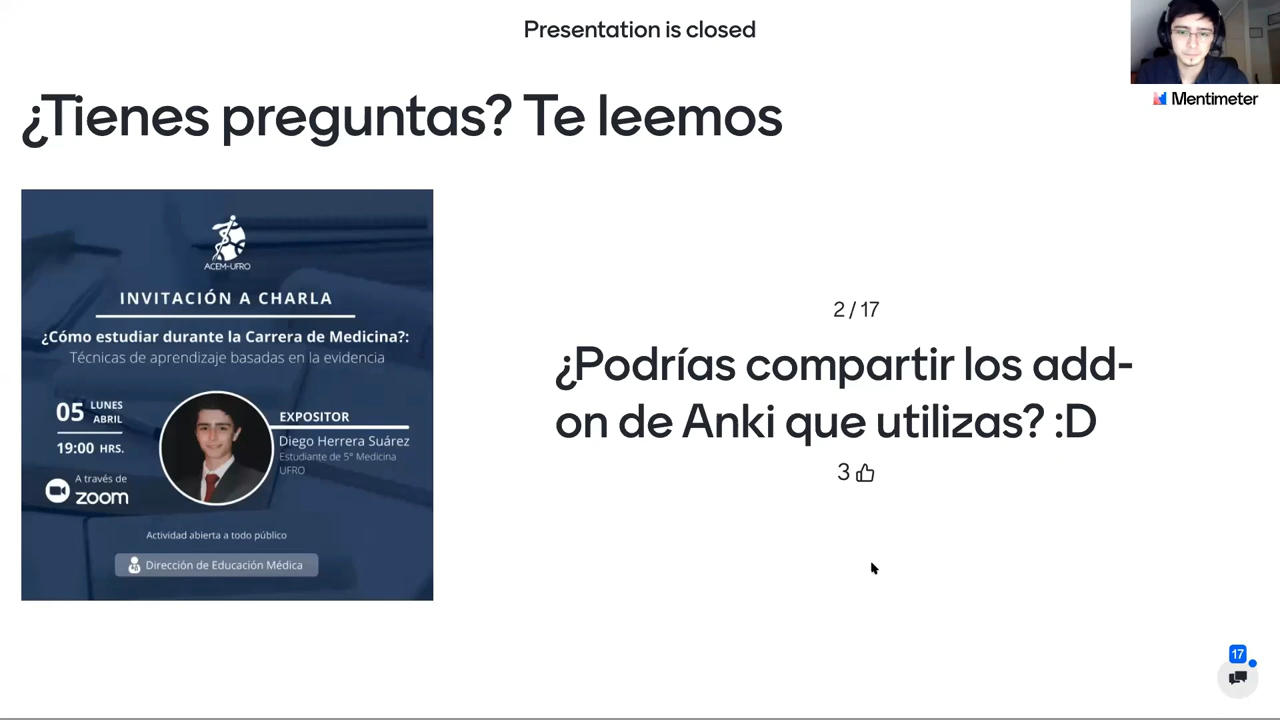 Presentation is closed
Mentimeter
¿Tienes preguntas? Te leemos
ACEM-UFRO
INVITACIÓN A CHARLA
¿Cómo estudiar durante la Carrera de Medicina?:
Técnicas de aprendizaje basadas en la evidencia
05 LUNES
ABRIL
19:00 HRS.
A través de
zoom
EXPOSITOR
Diego Herrera Suárez
Estudiante de 5° Medicina
UFRO
Actividad abierta a todo público
Dirección de Educación Médica
2 / 17
¿Podrías compartir los add-
on de Anki que utilizas? :D
3
17